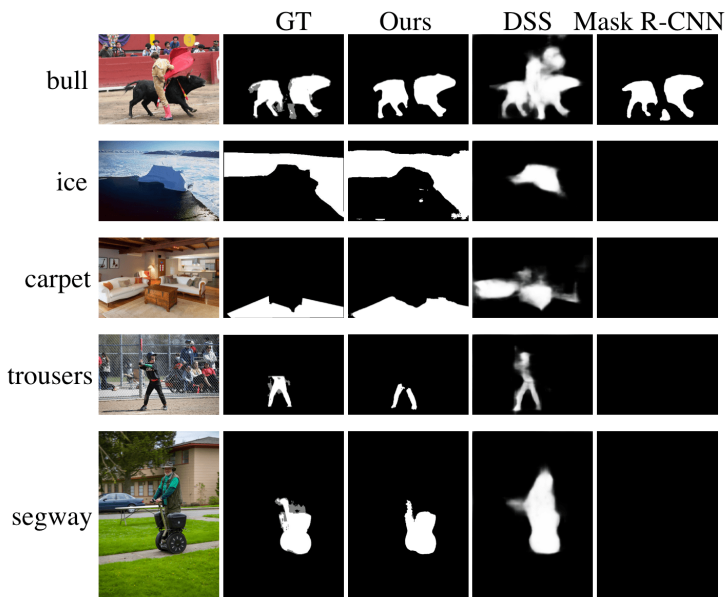 GT Ours DSS Mask R-CNN
bull
ice
carpet
trousers
segway